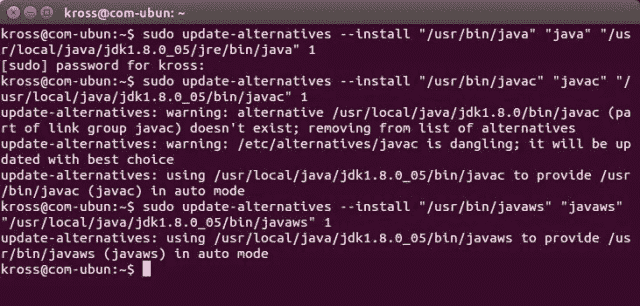 kross@com-ubun: ~
kross@com-ubun:~$ sudo update-alternatives --install "/usr/bin/java" "java" "/us
r/local/java/jdk1.8.0_05/jre/bin/java" 1
[sudo] password for kross:
kross@com-ubun:~$ sudo update-alternatives --install "/usr/bin/javac" "javac" "/
usr/local/java/jdk1.8.0_05/bin/javac" 1
update-alternatives: warning: alternative /usr/local/java/jdk1.8.0/bin/javac (pa
rt of link group javac) doesn't exist; removing from list of alternatives
update-alternatives: warning: /etc/alternatives/javac is dangling; it will be up
dated with best choice
update-alternatives: using /usr/local/java/jdk1.8.0_05/bin/javac to provide /usr
/bin/javac (javac) in auto mode
kross@com-ubun:~$ sudo update-alternatives --install "/usr/bin/javaws" "javaws"
"/usr/local/java/jdk1.8.0_05/bin/javaws" 1
update-alternatives: using /usr/local/java/jdk1.8.0_05/bin/javaws to provide /us
r/bin/javaws (javaws) in auto mode
kross@com-ubun:~$